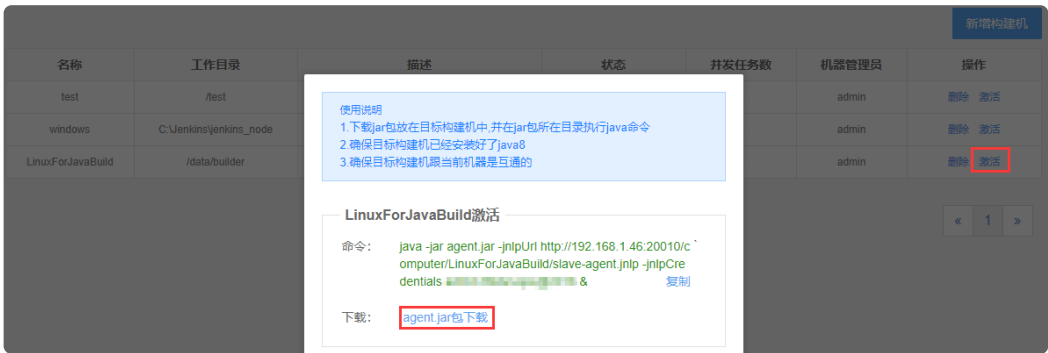 新增构建机
名称 工作目录 描述 状态 并发任务数 机器管理员 操作
test /test admin 删除 激活
windows C:\Jenkins\jenkins_node admin 删除 激活
LinuxForJavaBuild /data/builder admin 删除 激活
« 1 »
使用说明
1.下载jar包放在目标构建机中,并在jar包所在目录执行java命令
2.确保目标构建机已经安装好了java8
3.确保目标构建机跟当前机器是互通的
LinuxForJavaBuild激活
命令: java -jar agent.jar -jnlpUrl http://192.168.1.46:20010/c `
omputer/LinuxForJavaBuild/slave-agent.jnlp -jnlpCre
dentials & 复制
下载: agent.jar包下载